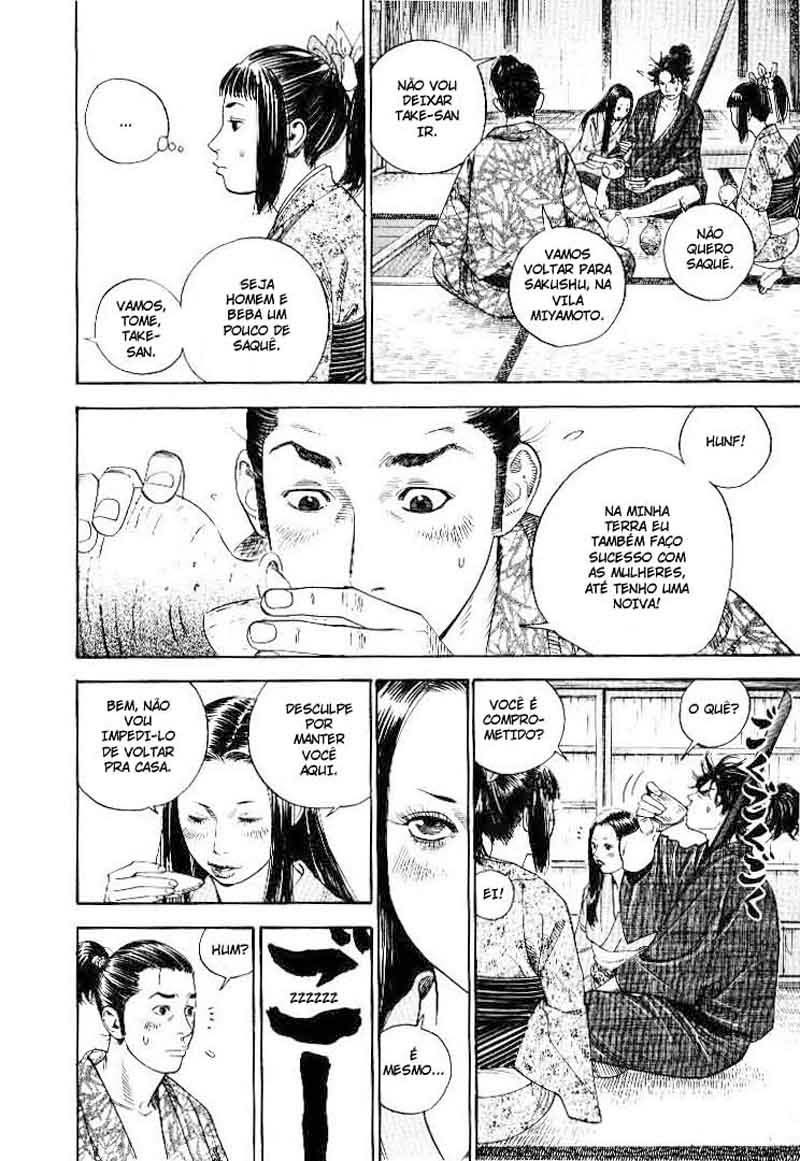 NÃO VOU
DEIXAR
TAKE-SAN
IR.
NÃO
QUERO
SAQUÊ.
VAMOS
VOLTAR PARA
SAKUSHU, NA
VILA
MIYAMOTO.
...
SEJA
HOMEM E
BEBA UM
POUCO DE
SAQUÊ.
VAMOS,
TOME,
TAKE-
SAN.
HUNF!
NA MINHA
TERRA EU
TAMBÉM FAÇO
SUCESSO COM
AS MULHERES,
ATÉ TENHO UMA
NOIVA!
O QUÊ?
VOCÊ É
COMPRO-
METIDO?
EI!
É
MESMO...
DESCULPE
POR
MANTER
VOCÊ
AQUI.
BEM, NÃO
VOU
IMPEDI-LO
DE VOLTAR
PRA CASA.
ZZZZZZ
HUM?